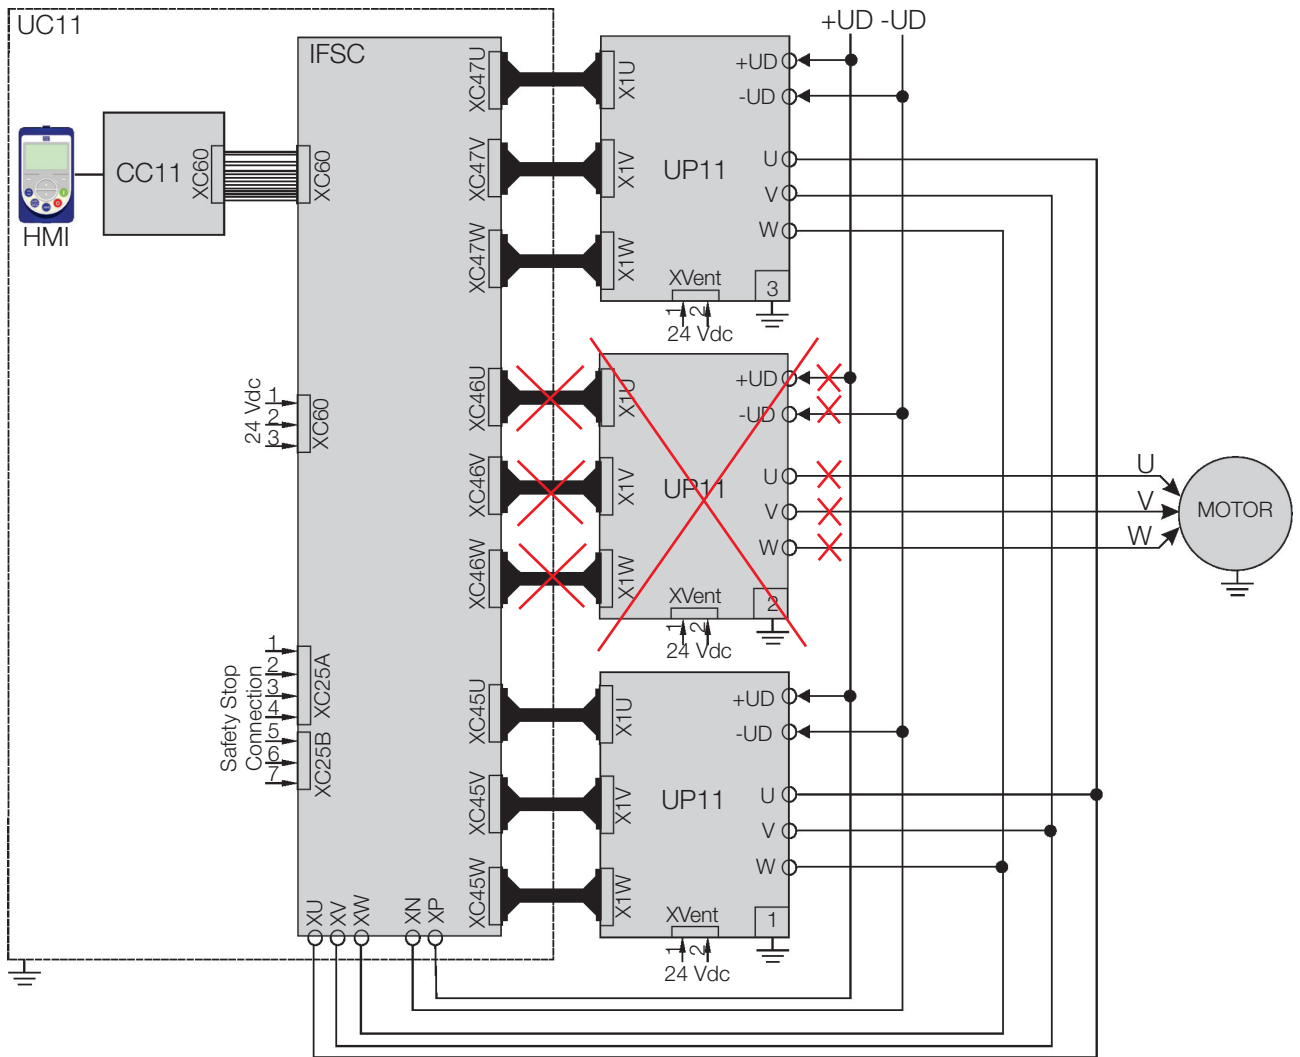 UC11
IFSC
+UD -UD
HMI
CC11
XC60
XC60
XC47U
XC47V
XC47W
X1U
X1V
X1W
UP11
+UD
-UD
U
V
W
XVent
3
1
2
24 Vdc
24 Vdc
1
2
3
XC60
XC46U
XC46V
XC46W
X1U
X1V
X1W
UP11
+UD
-UD
U
V
W
XVent
2
1
2
24 Vdc
U
V
W
MOTOR
Safety Stop
Connection
1
2
3
4
5
6
7
XC25A
XC25B
XC45U
XC45V
XC45W
X1U
X1V
X1W
UP11
+UD
-UD
U
V
W
XVent
1
1
2
24 Vdc
XU
XV
XW
XN
XP